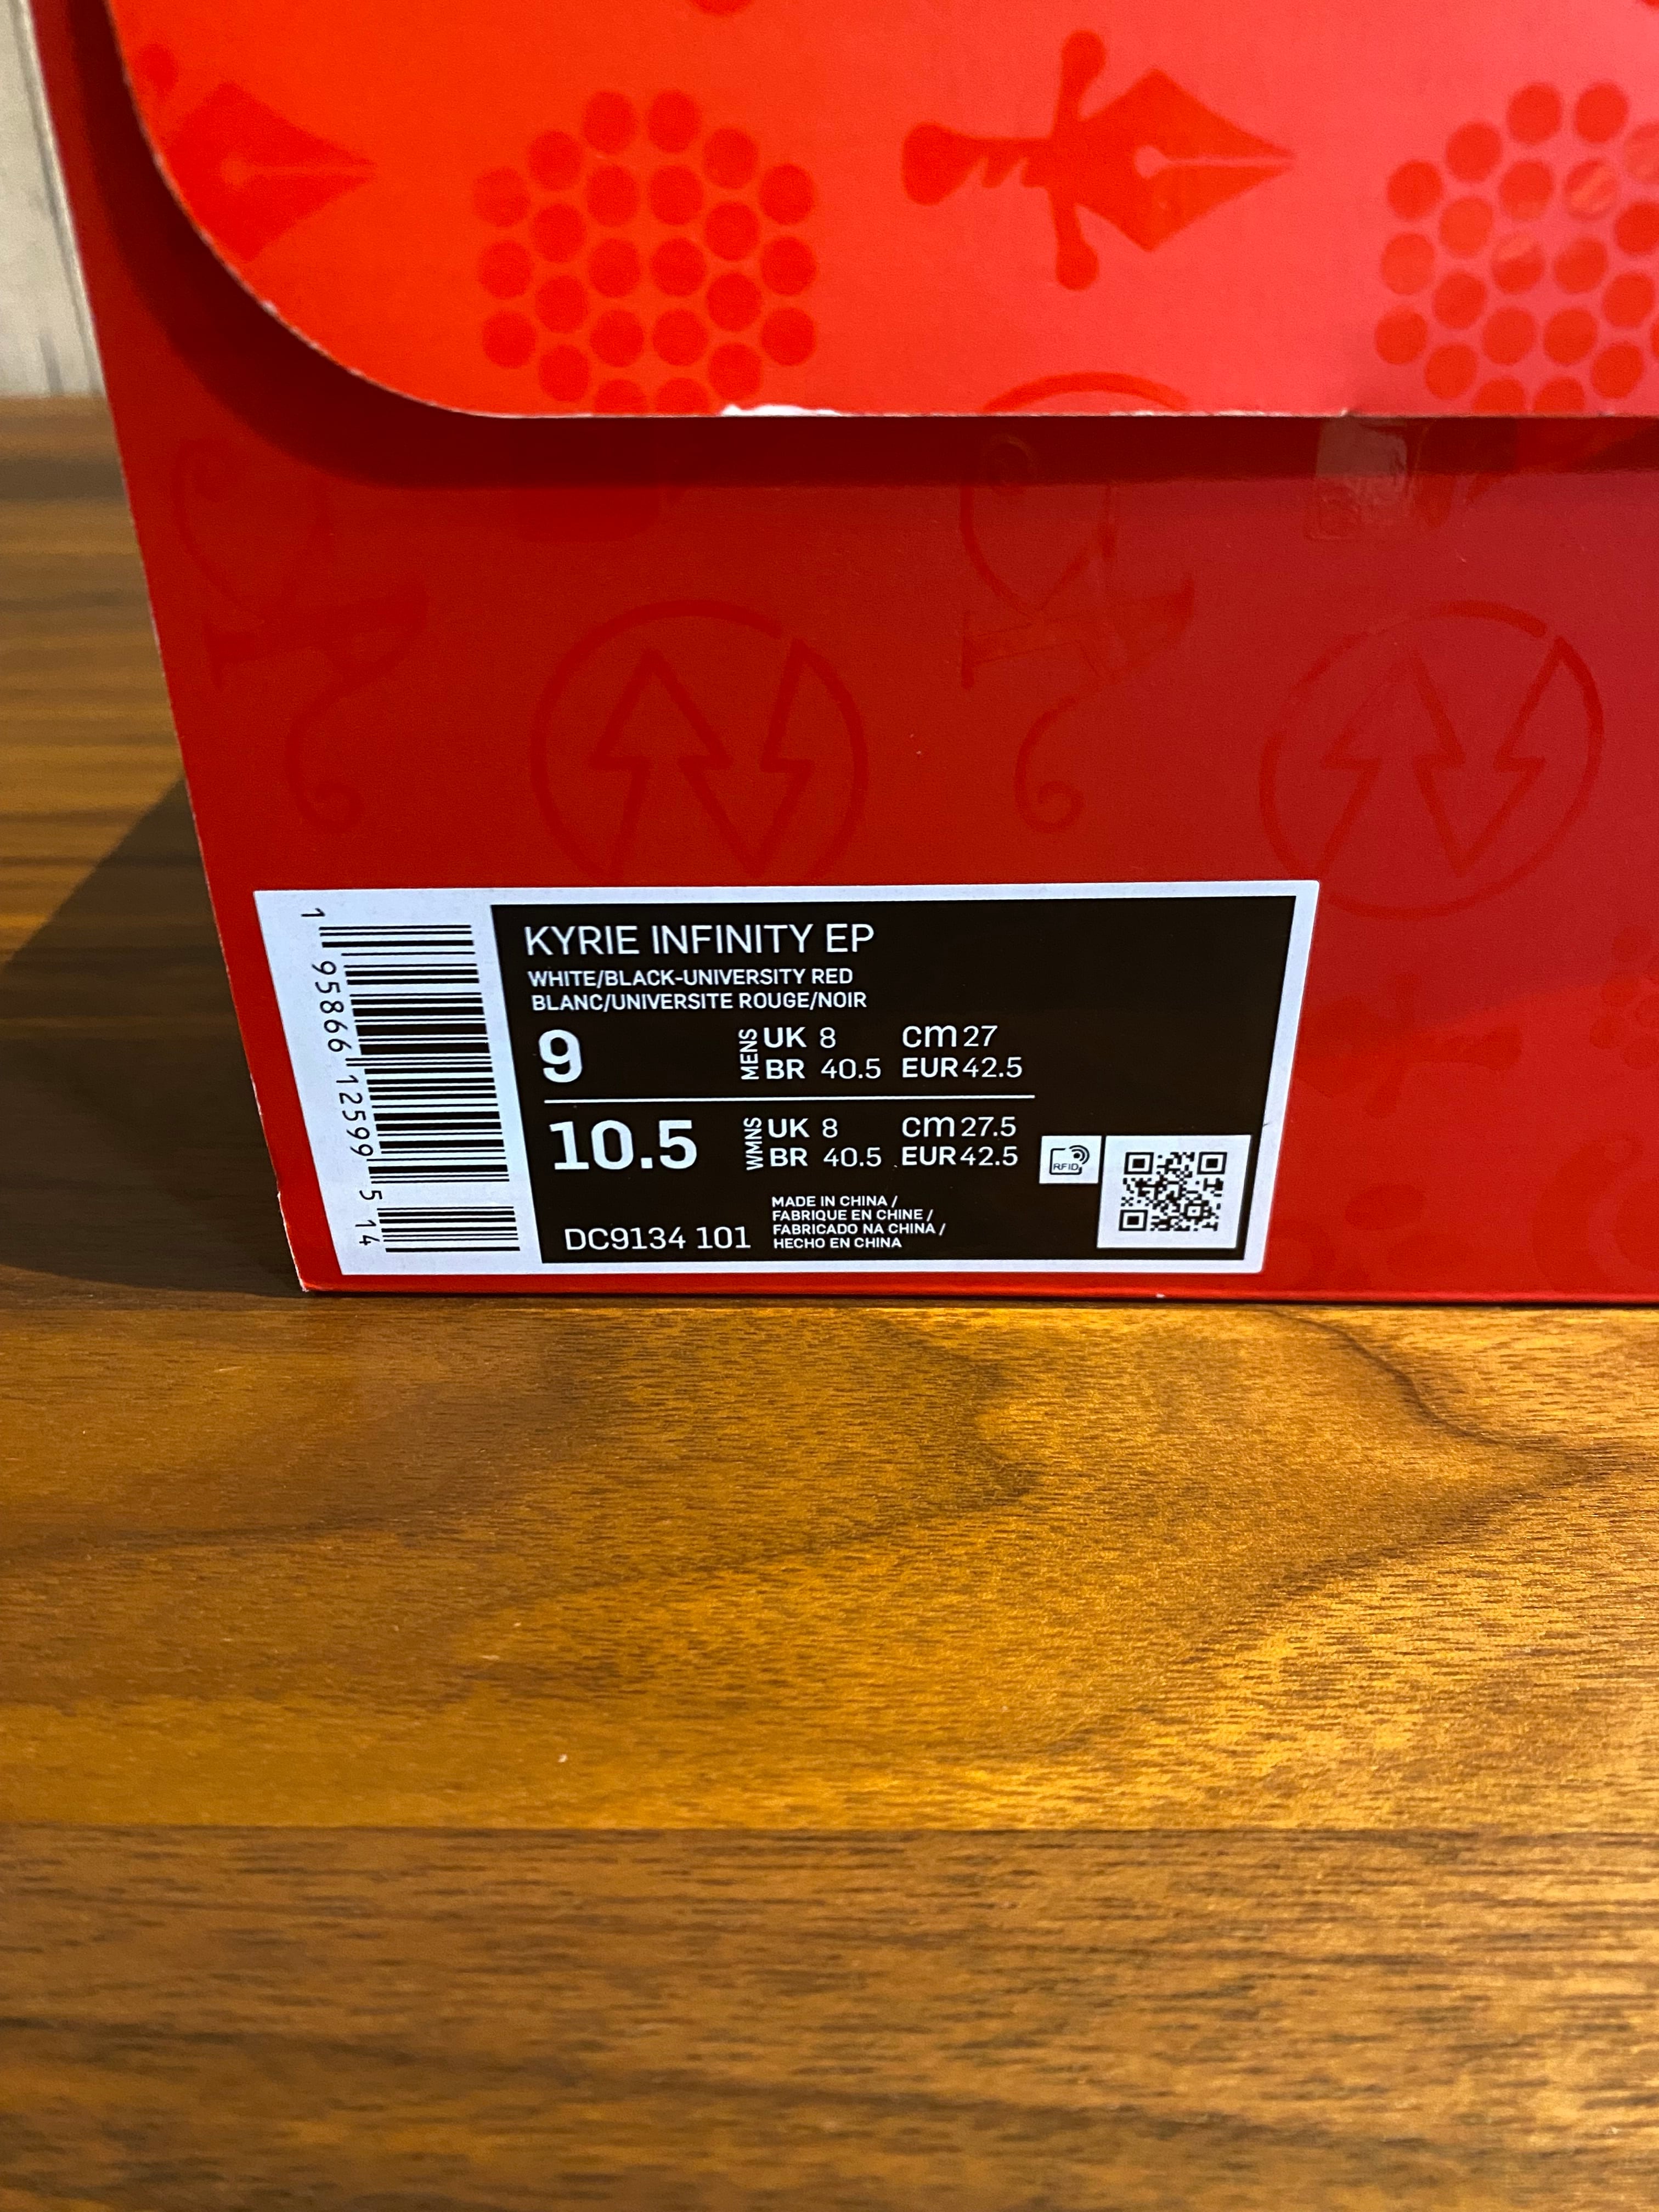 KYRIE INFINITY EP
WHITE/BLACK-UNIVERSITY RED
BLANC/UNIVERSITE ROUGE/NOIR
9 MENS UK 8 cm 27
BR 40.5 EUR 42.5
10.5 WMNS UK 8 cm 27.5
BR 40.5 EUR 42.5
RFID
DC9134 101
MADE IN CHINA /
FABRIQUE EN CHINE /
FABRICADO NA CHINA /
HECHO EN CHINA
1 95866 12599 5 14